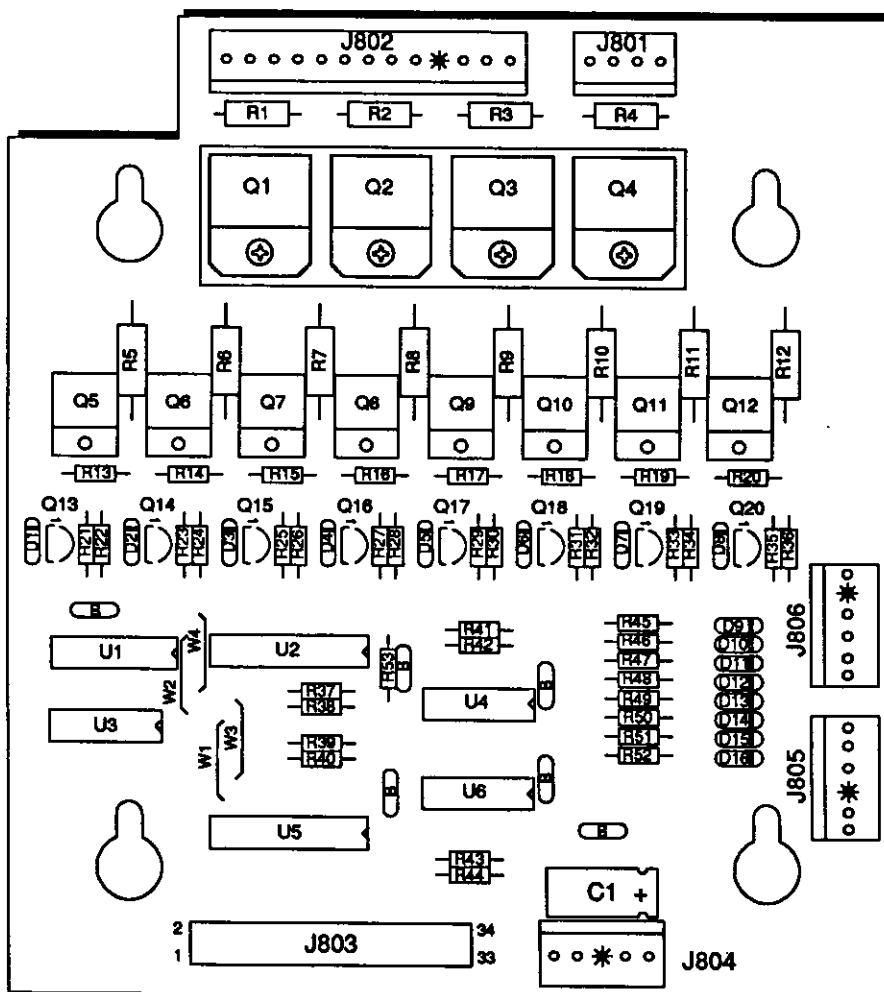 J802 J801
R1 R2 R3 R4
Q1 Q2 Q3 Q4
R5 R6 R7 R8 R9 R10 R11 R12
Q5 Q6 Q7 Q8 Q9 Q10 Q11 Q12
R13 R14 R15 R16 R17 R18 R19 R20
Q13 Q14 Q15 Q16 Q17 Q18 Q19 Q20
D1 R21 R22 D2 R23 R24 D3 R25 R26 D4 R27 R28 D5 R29 R30 D6 R31 R32 D7 R33 R34 D8 R35 R36
B
U1 W4 U2 R53 B
W2
U3
W1 W3
R37
R38
R39
R40
R41
R42
U4 B
B U6 B
U5
R43
R44
R45
R46
R47
R48
R49
R50
R51
R52
D9
D10
D11
D12
D13
D14
D15
D16
J806
J805
B
C1 +
2 34
J803
1 33
J804